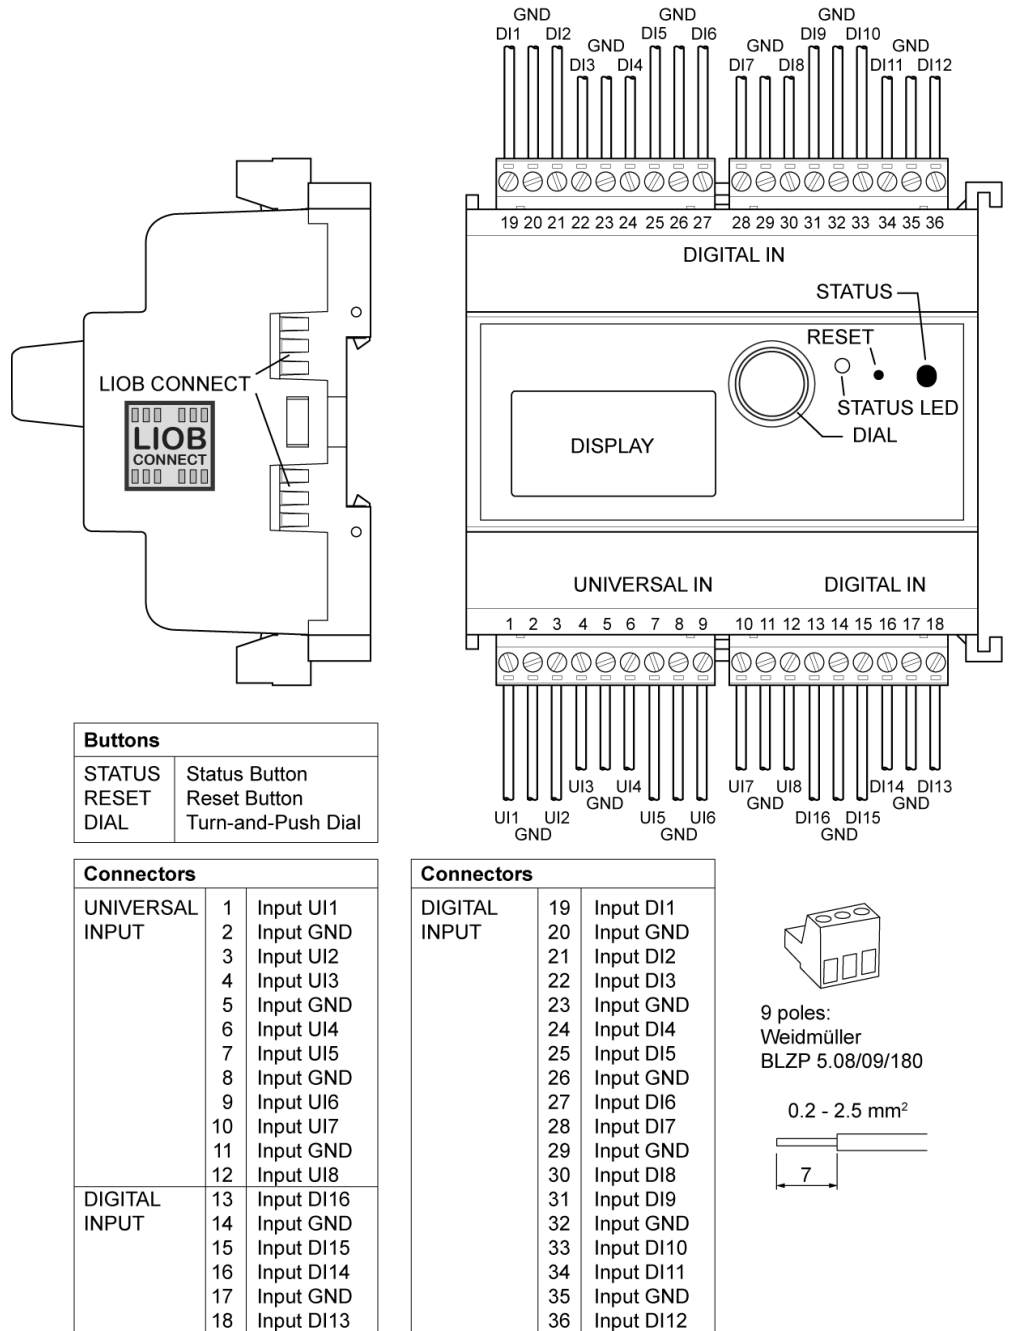 GND GND GND
DI1 DI2 DI5 DI6 DI9 DI10
GND GND GND
DI3 DI4 DI7 DI8 DI11 DI12
19 20 21 22 23 24 25 26 27 28 29 30 31 32 33 34 35 36
DIGITAL IN
STATUS
RESET
STATUS LED
DIAL
DISPLAY
LIOB CONNECT
LIOB
CONNECT
UNIVERSAL IN DIGITAL IN
1 2 3 4 5 6 7 8 9 10 11 12 13 14 15 16 17 18
UI3 UI4 UI7 UI8 DI14 DI13
GND GND GND
UI1 UI2 UI5 UI6 DI16 DI15
GND GND GND
Buttons
STATUS Status Button
RESET Reset Button
DIAL Turn-and-Push Dial
Connectors
UNIVERSAL 1 Input UI1
INPUT 2 Input GND
3 Input UI2
4 Input UI3
5 Input GND
6 Input UI4
7 Input UI5
8 Input GND
9 Input UI6
10 Input UI7
11 Input GND
12 Input UI8
DIGITAL 13 Input DI16
INPUT 14 Input GND
15 Input DI15
16 Input DI14
17 Input GND
18 Input DI13
Connectors
DIGITAL 19 Input DI1
INPUT 20 Input GND
21 Input DI2
22 Input DI3
23 Input GND
24 Input DI4
25 Input DI5
26 Input GND
27 Input DI6
28 Input DI7
29 Input GND
30 Input DI8
31 Input DI9
32 Input GND
33 Input DI10
34 Input DI11
35 Input GND
36 Input DI12
9 poles:
Weidmüller
BLZP 5.08/09/180
0.2 - 2.5 mm²
7